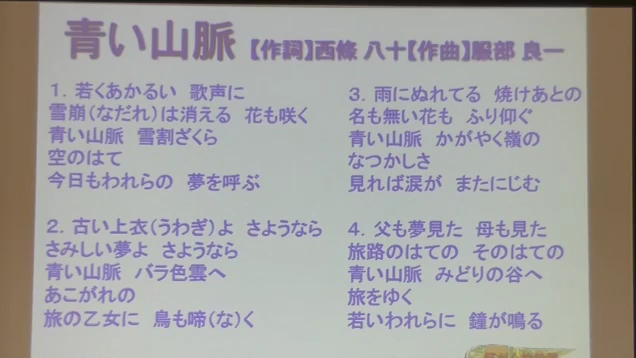 青い山脈 【作詞】西條 八十【作曲】服部 良一
1．若くあかるい 歌声に
雪崩（なだれ）は消える 花も咲く
青い山脈 雪割ざくら
空のはて
今日もわれらの 夢を呼ぶ
2．古い上衣（うわぎ）よ さようなら
さみしい夢よ さようなら
青い山脈 バラ色雲へ
あこがれの
旅の乙女に 鳥も啼（な）く
3．雨にぬれてる 焼けあとの
名も無い花も ふり仰ぐ
青い山脈 かがやく嶺の
なつかしさ
見れば涙が またにじむ
4．父も夢見た 母も見た
旅路のはての そのはての
青い山脈 みどりの谷へ
旅をゆく
若いわれらに 鐘が鳴る